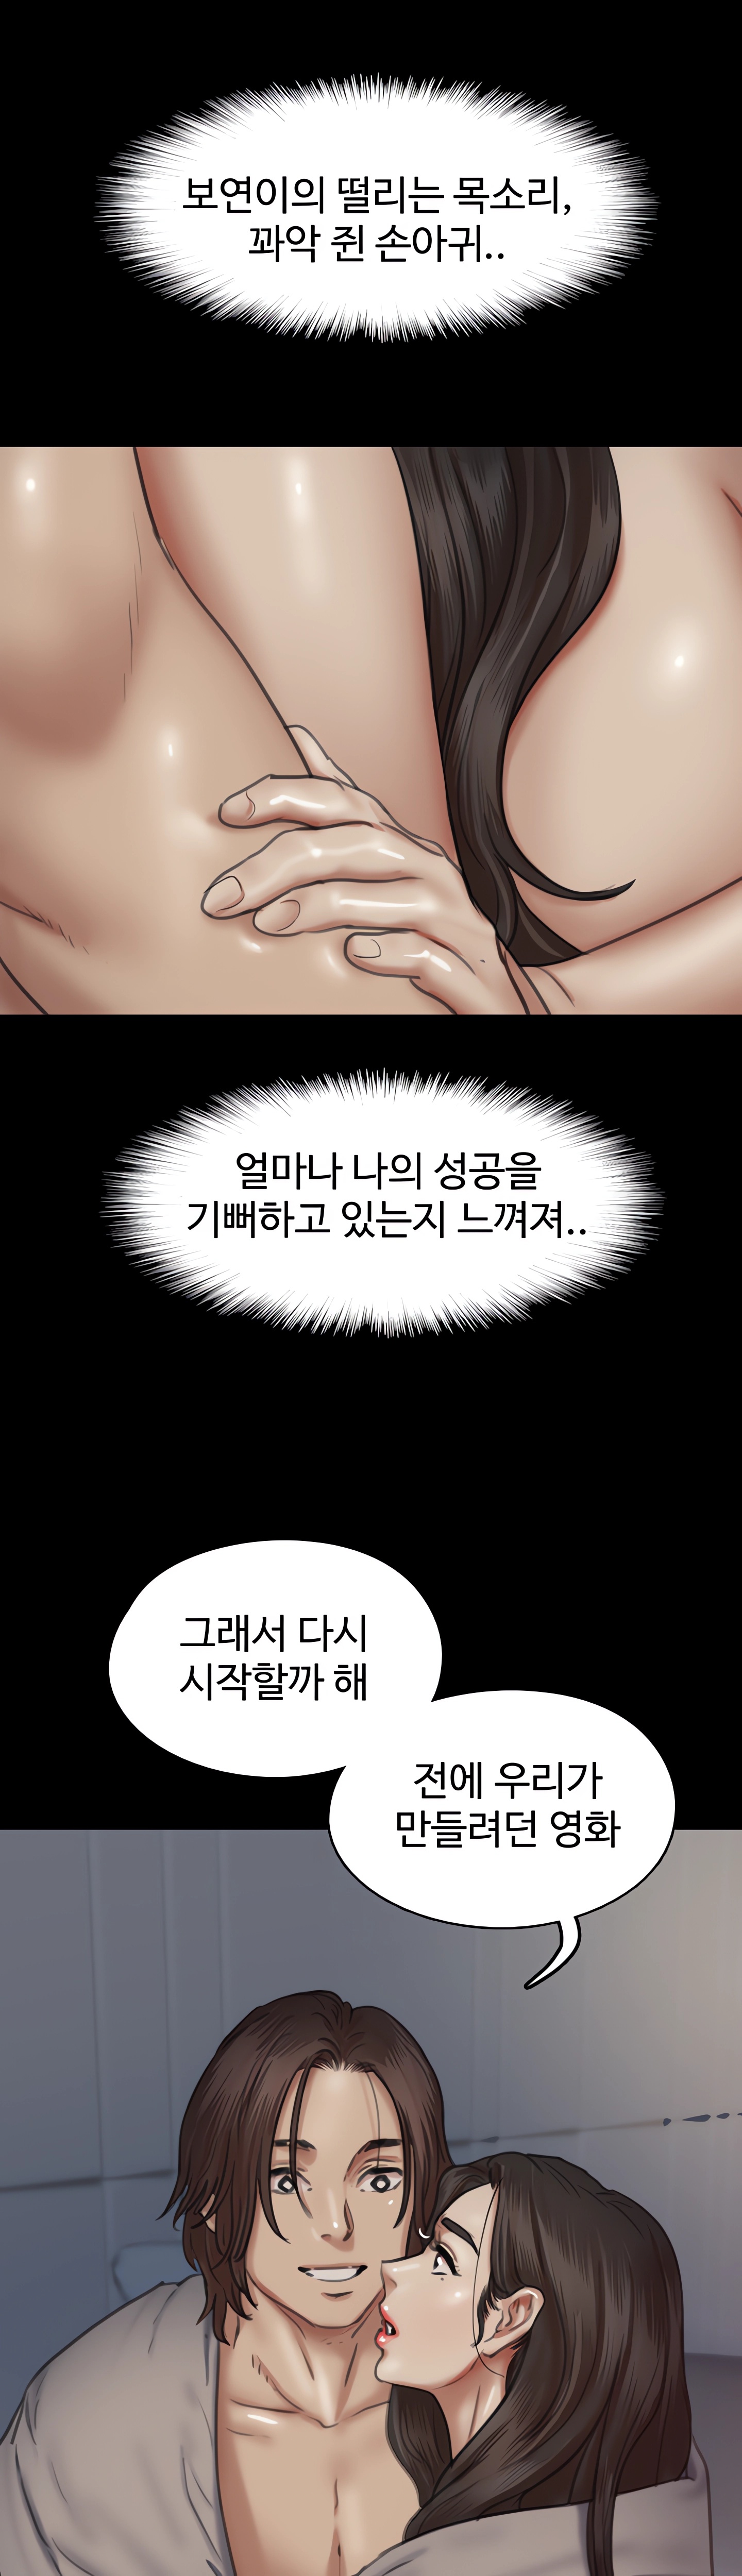 보연이의 떨리는 목소리,
꽈악 쥔 손아귀..
얼마나 나의 성공을
기뻐하고 있는지 느껴져..
그래서 다시
시작할까 해
전에 우리가
만들려던 영화